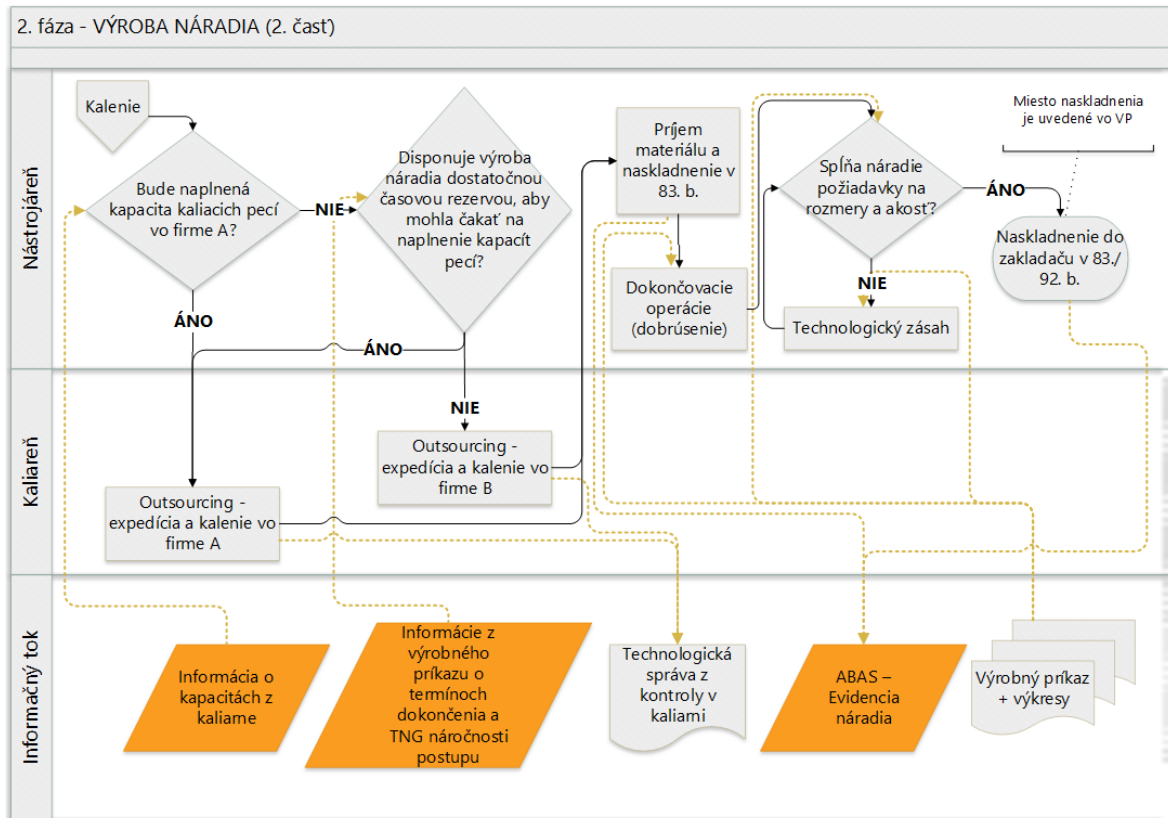 2. fáza - VÝROBA NÁRADIA (2. časť)
Nástrojáreň
Kalenie
Bude naplnená
kapacita kaliacich pecí
vo firme A?
NIE
ÁNO
Disponuje výroba
náradia dostatočnou
časovou rezervou, aby
mohla čakať na
naplnenie kapacít
pecí?
ÁNO
NIE
Príjem
materiálu a
naskladnenie v
83. b.
Dokončovacie
operácie
(dobrúsenie)
Spĺňa náradie
požiadavky na
rozmery a akosť?
ÁNO
NIE
Technologický zásah
Miesto naskladnenia
je uvedené vo VP
Naskladnenie do
zakladaču v 83./
92. b.
Kaliareň
Outsourcing -
expedícia a kalenie vo
firme B
Outsourcing -
expedícia a kalenie vo
firme A
Informačný tok
Informácia o
kapacitách z
kaliarne
Informácie z
výrobného
príkazu o
termínoch
dokončenia a
TNG náročnosti
postupu
Technologická
správa z
kontroly v
kaliarni
ABAS –
Evidencia
náradia
Výrobný príkaz
+ výkresy